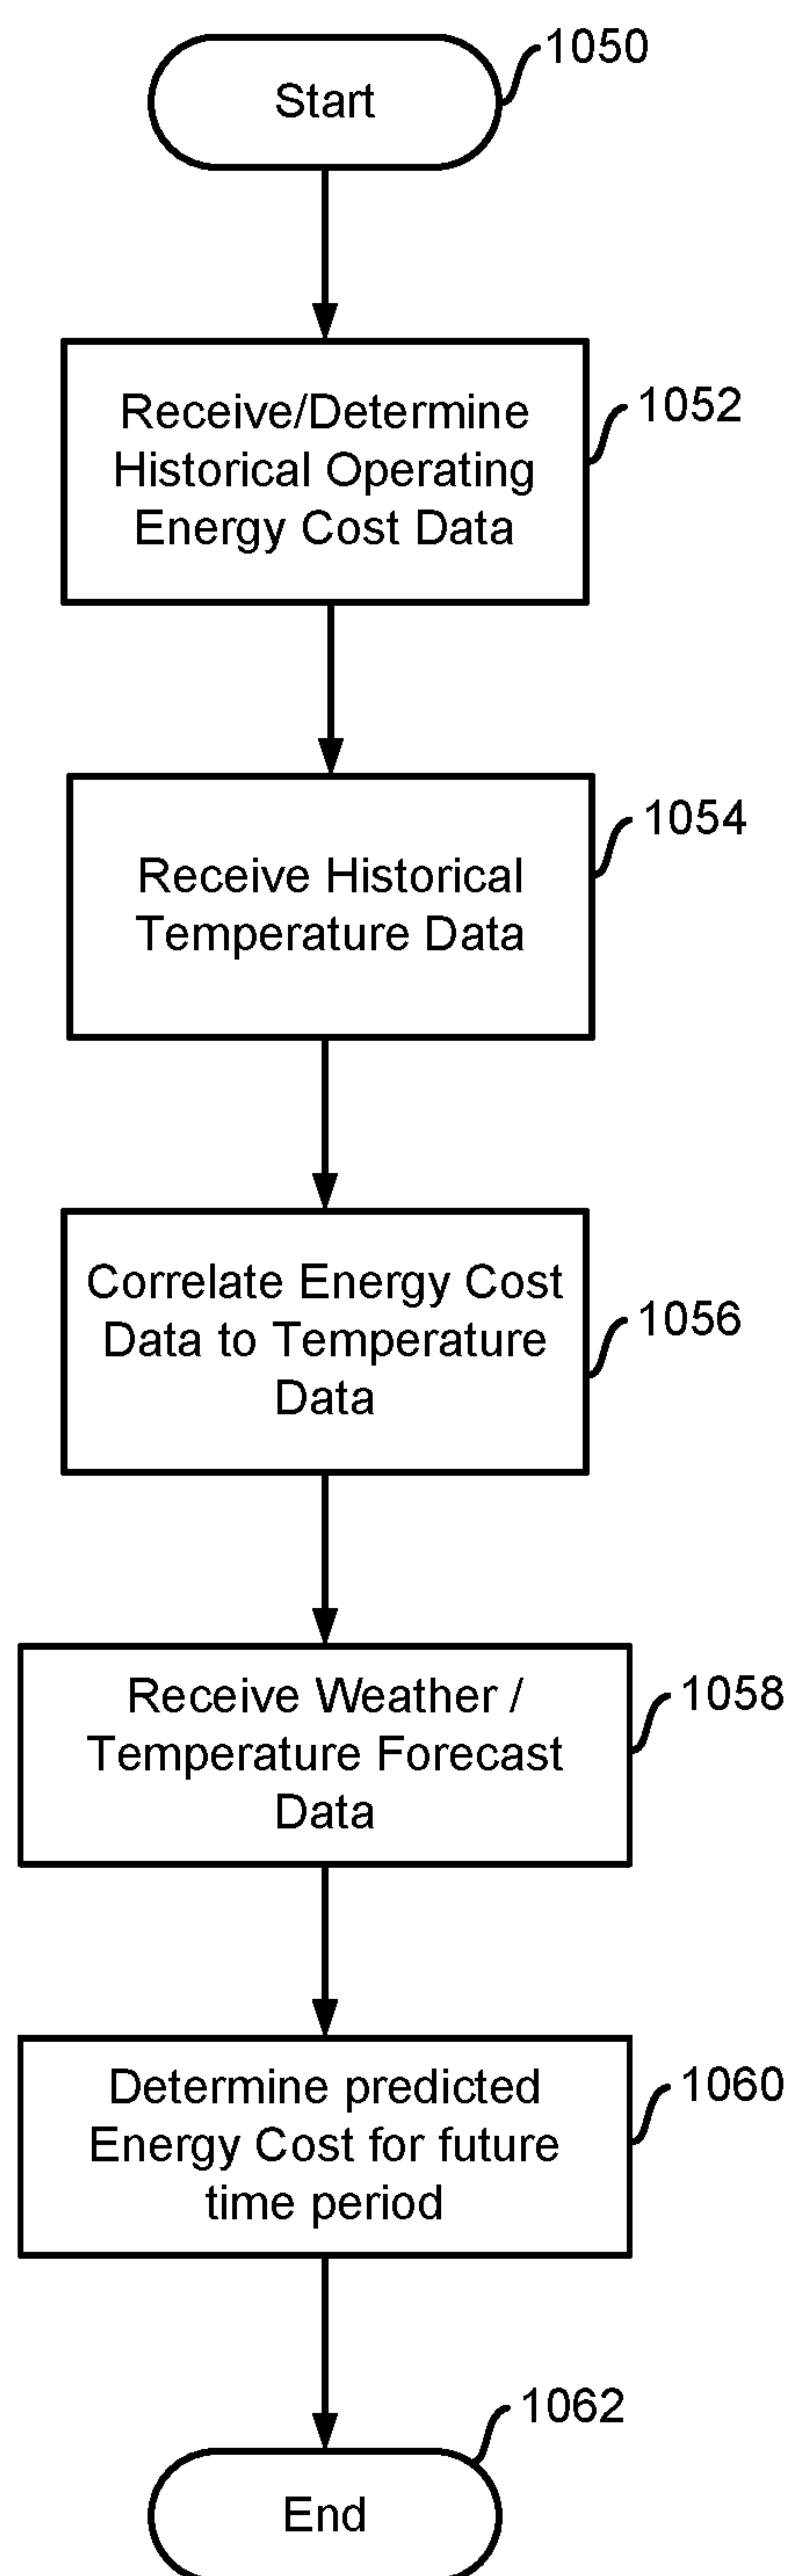 1050
Start
1052
Receive/Determine
Historical Operating
Energy Cost Data
1054
Receive Historical
Temperature Data
Correlate Energy Cost
1056
Data to Temperature
Data
1058
Receive Weather /
Temperature Forecast
Data
1060
Determine predicted
Energy Cost for future
time period
1062
End